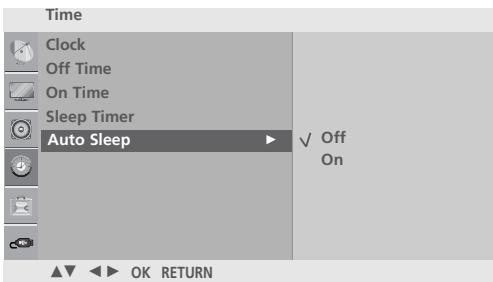 Time
Clock
Off Time
On Time
Sleep Timer
Auto Sleep ►
√ Off
On
▲▼ ◄► OK RETURN